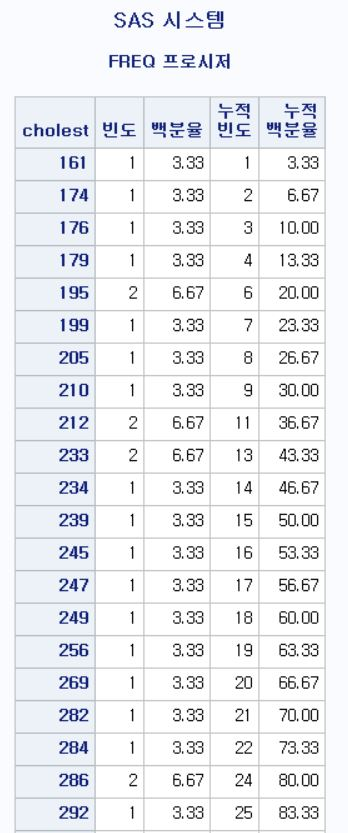 SAS 시스템
FREQ 프로시저
cholest 빈도 백분율 누적 빈도 누적 백분율
161 1 3.33 1 3.33
174 1 3.33 2 6.67
176 1 3.33 3 10.00
179 1 3.33 4 13.33
195 2 6.67 6 20.00
199 1 3.33 7 23.33
205 1 3.33 8 26.67
210 1 3.33 9 30.00
212 2 6.67 11 36.67
233 2 6.67 13 43.33
234 1 3.33 14 46.67
239 1 3.33 15 50.00
245 1 3.33 16 53.33
247 1 3.33 17 56.67
249 1 3.33 18 60.00
256 1 3.33 19 63.33
269 1 3.33 20 66.67
282 1 3.33 21 70.00
284 1 3.33 22 73.33
286 2 6.67 24 80.00
292 1 3.33 25 83.33